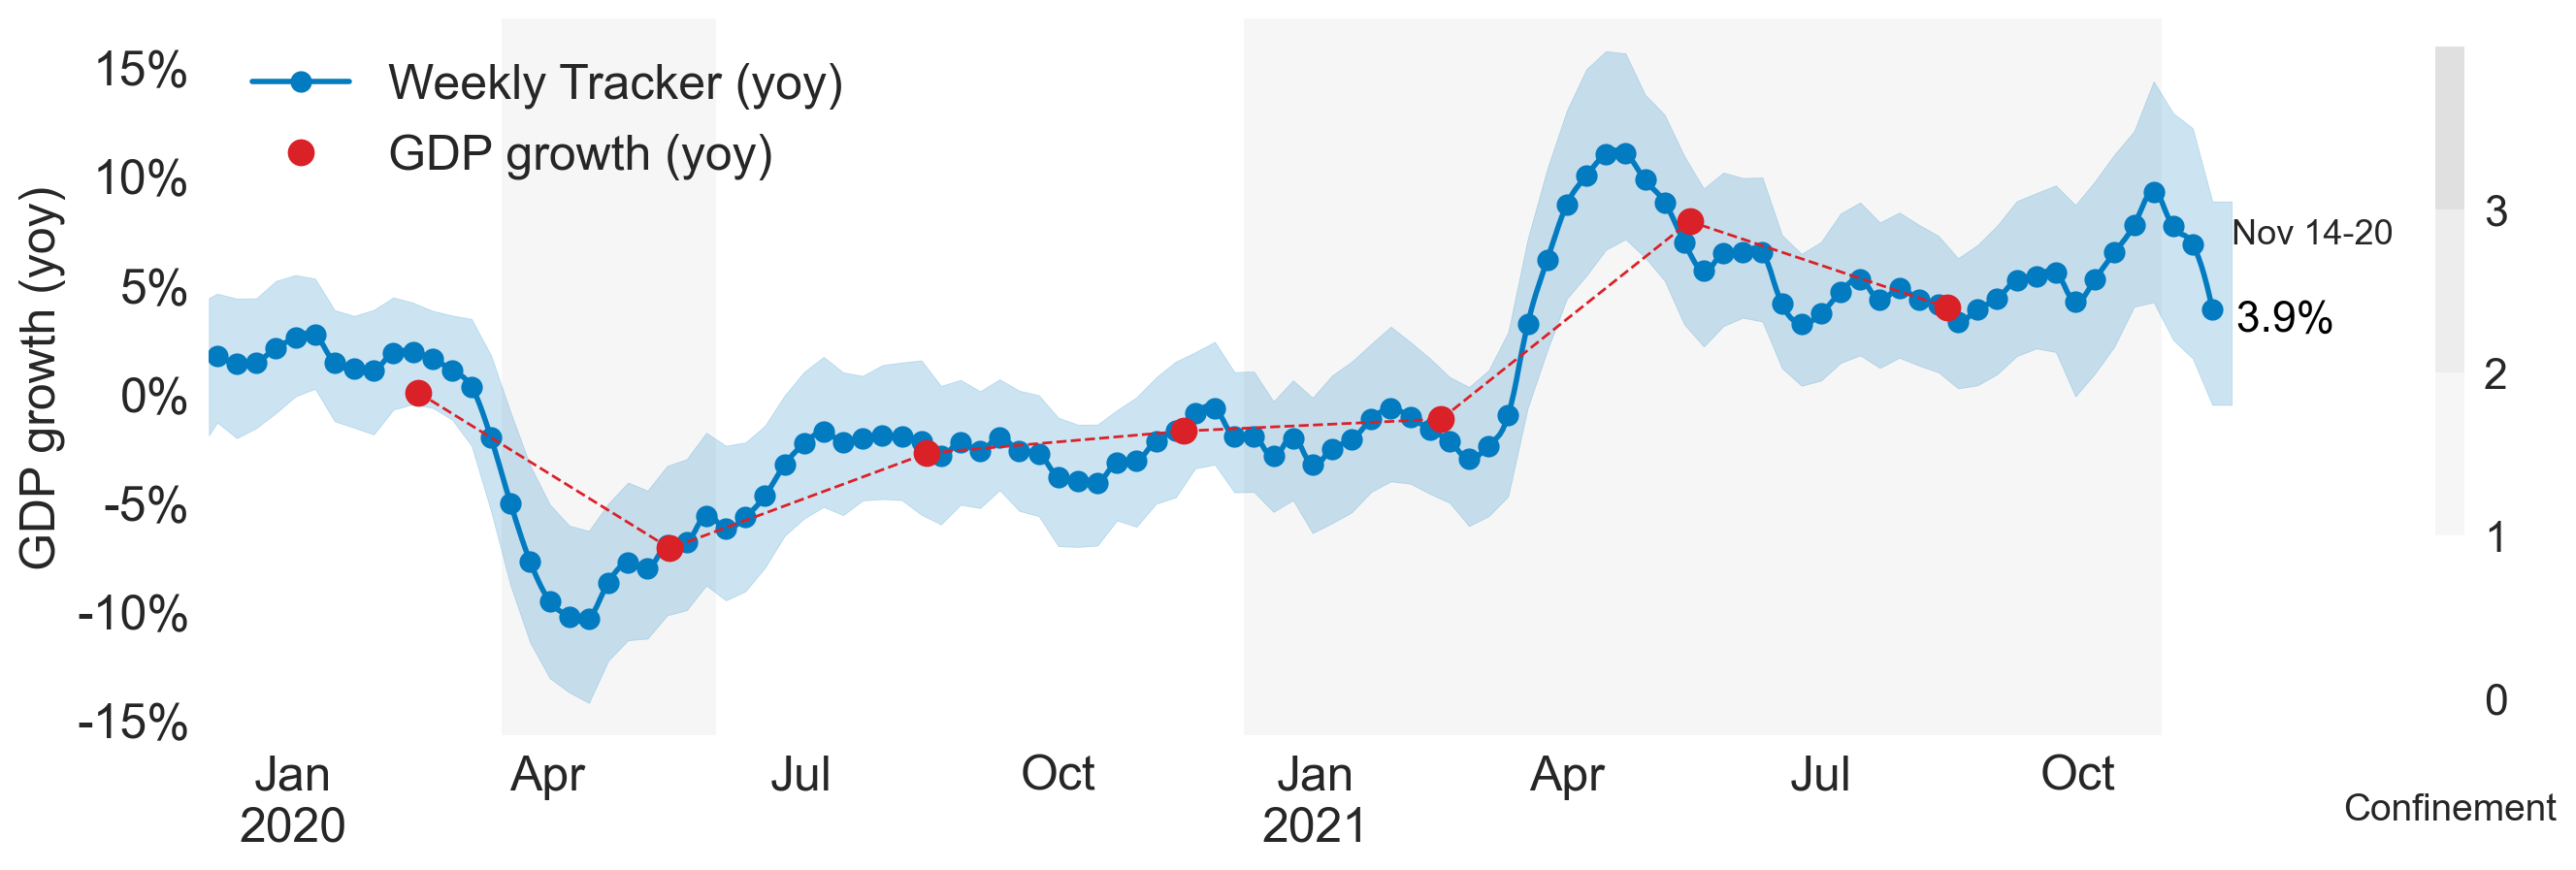 Weekly Tracker (yoy)
GDP growth (yoy)
GDP growth (yoy)
15%
10%
5%
0%
-5%
-10%
-15%
Jan
2020
Apr
Jul
Oct
Jan
2021
Apr
Jul
Oct
Nov 14-20
3.9%
3
2
1
0
Confinement